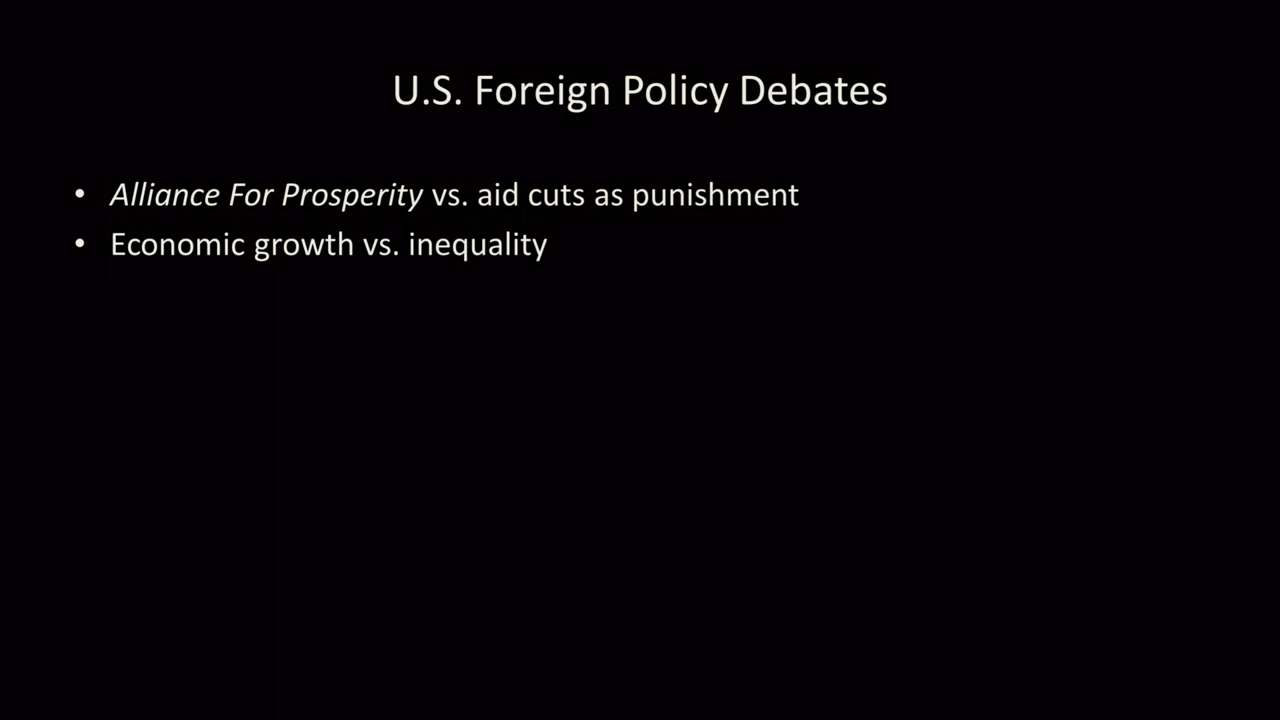 U.S. Foreign Policy Debates
• Alliance For Prosperity vs. aid cuts as punishment
• Economic growth vs. inequality